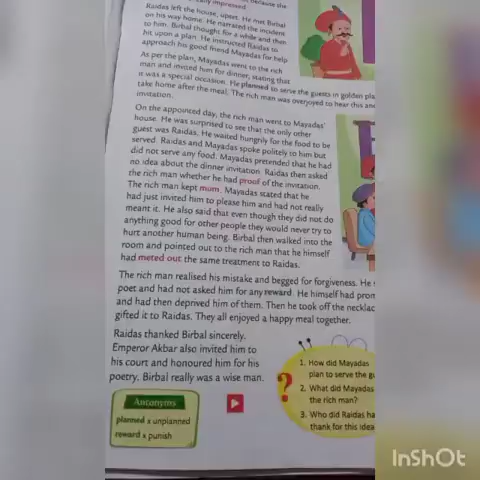 because she
impressed.
Raidas left the house, upset. He met Birbal
on his way home. He narrated the incident
to him. Birbal thought for a while and then
hit upon a plan. He instructed Raidas to
approach his good friend Mayadas for help.
As per the plan, Mayadas went to the rich
man and invited him for dinner, stating that
it was a special occasion. He planned to serve the guests in golden
take home after the meal. The rich man was overjoyed to hear this
invitation.
On the appointed day, the rich man went to Mayadas'
house. He was surprised to see that the only other
guest was Raidas. He waited hungrily for the food to be
served. Raidas and Mayadas spoke politely to him but
did not serve any food. Mayadas pretended that he had
no idea about the dinner invitation. Raidas then asked
the rich man whether he had proof of the invitation.
The rich man kept mum. Mayadas stated that he
had just invited him to please him and had not really
meant it. He also said that even though they did not do
anything good for other people they would never try to
hurt another human being. Birbal then walked into the
room and pointed out to the rich man that he himself
had meted out the same treatment to Raidas.
The rich man realised his mistake and begged for forgiveness. He
poet and had not asked him for any reward. He himself had prom
and had then deprived him of them. Then he took off the necklac
gifted it to Raidas. They all enjoyed a happy meal together.
Raidas thanked Birbal sincerely.
Emperor Akbar also invited him to
his court and honoured him for his
poetry. Birbal really was a wise man.
Antonyms
planned x unplanned
reward x punish
?
1. How did Mayadas
plan to serve the gu
2. What did Mayadas
the rich man?
3. Who did Raidas ha
thank for this idea
InShOt